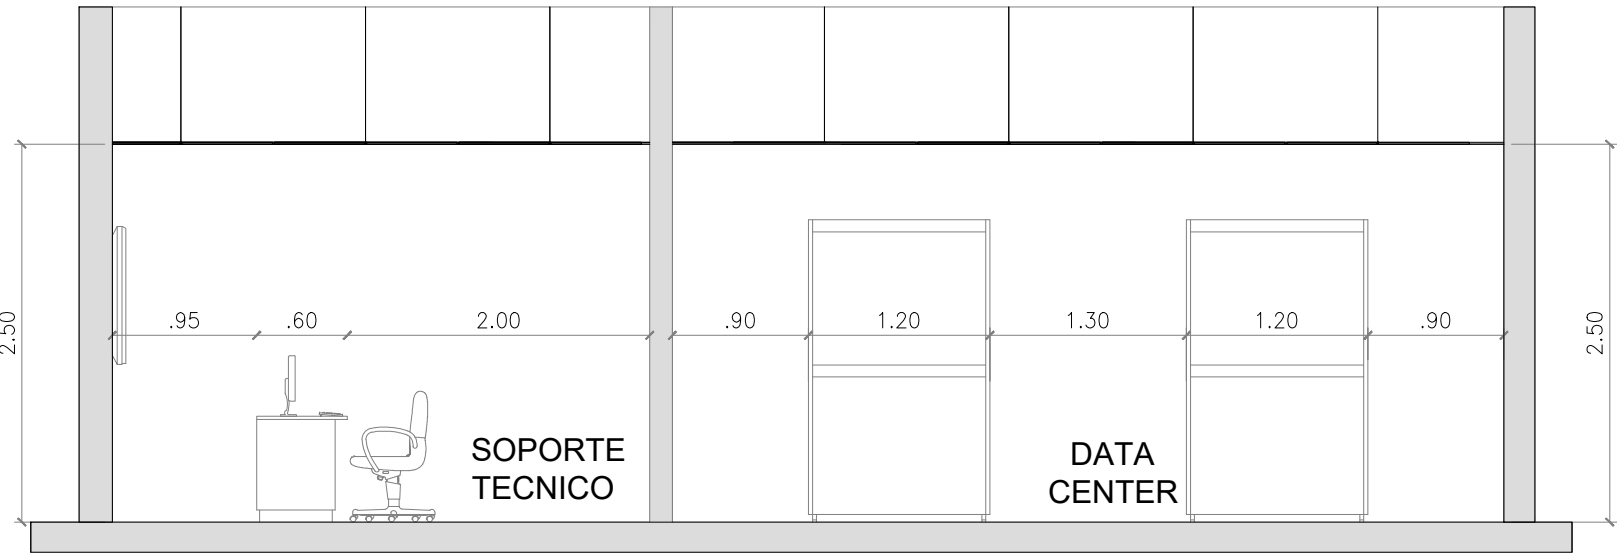 2.50
.95
.60
2.00
.90
1.20
1.30
1.20
.90
2.50
SOPORTE
TECNICO
DATA
CENTER